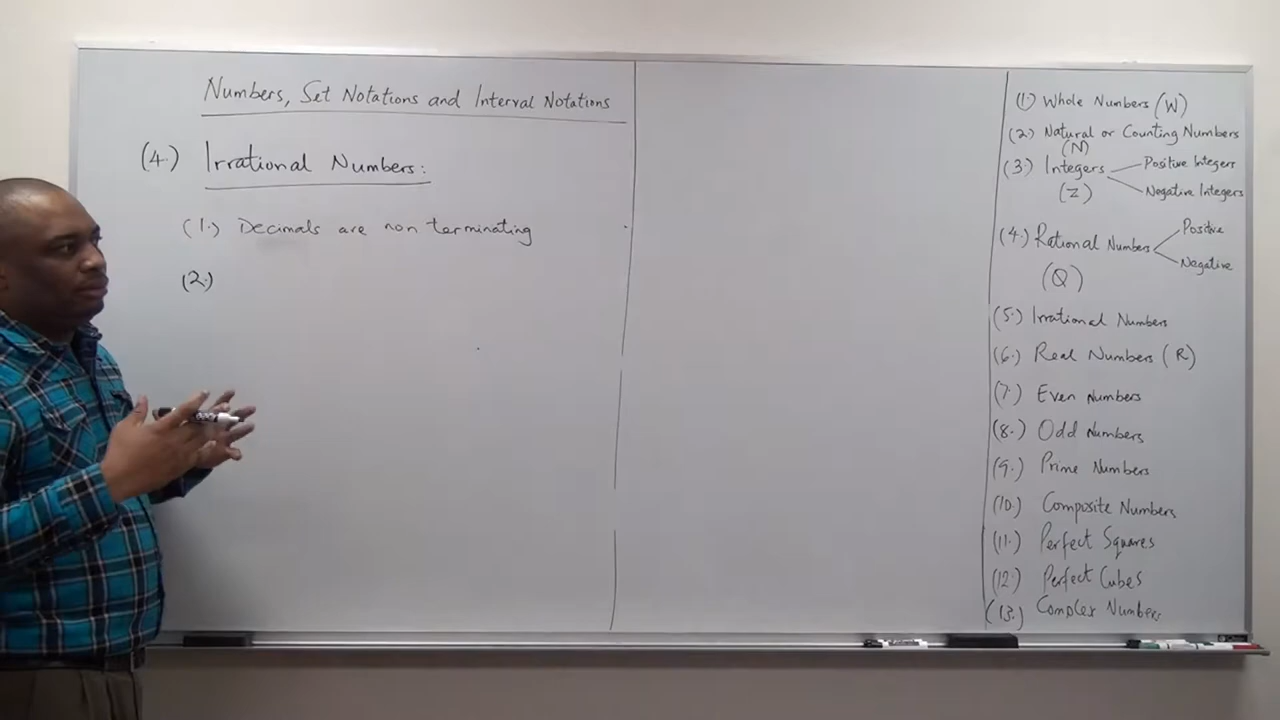 Numbers, Set Notations and Interval Notations
(4.) Irrational Numbers:
(1.) Decimals are non terminating
(2.)
(1.) Whole Numbers (W)
(2.) Natural or Counting Numbers
(N)
(3.) Integers
Positive Integers
Negative Integers
(Z)
(4.) Rational Numbers
Positive
Negative
(Q)
(5.) Irrational Numbers
(6.) Real Numbers (R)
(7.) Even Numbers
(8.) Odd Numbers
(9.) Prime Numbers
(10.) Composite Numbers
(11.) Perfect Squares
(12.) Perfect Cubes
(13.) Complex Numbers